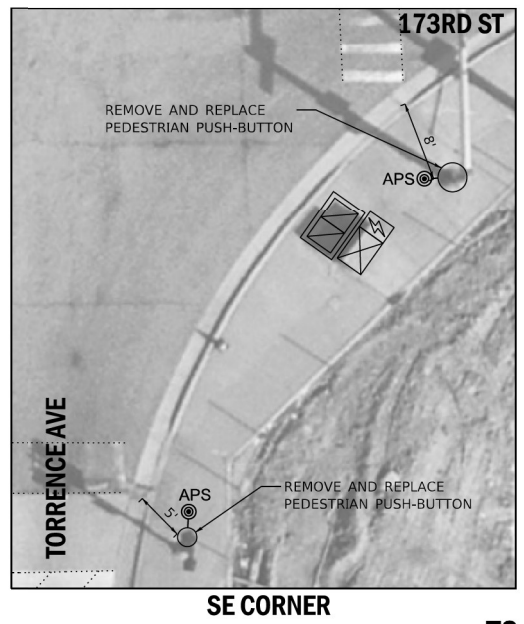 173RD ST
REMOVE AND REPLACE
PEDESTRIAN PUSH-BUTTON
8'
APS
TORRENCE AVE
APS
5'
REMOVE AND REPLACE
PEDESTRIAN PUSH-BUTTON
SE CORNER